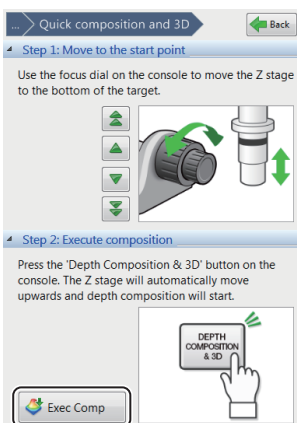 ... Quick composition and 3D
Back
Step 1: Move to the start point
Use the focus dial on the console to move the Z stage
to the bottom of the target.
Step 2: Execute composition
Press the 'Depth Composition & 3D' button on the
console. The Z stage will automatically move
upwards and depth composition will start.
DEPTH
COMPOSITION
& 3D
Exec Comp